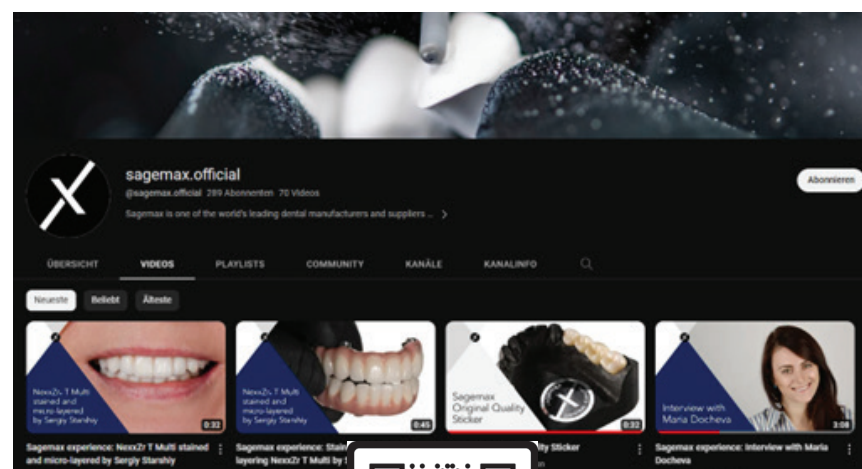 sagemax.official
@sagemax.official 289 Abonnenten 70 Videos
Sagemax is one of the world's leading dental manufacturers and suppliers ...
Abonnieren
ÜBERSICHT VIDEOS PLAYLISTS COMMUNITY KANÄLE KANALINFO
Neueste Beliebt Älteste
NexxZr T Multi
stained and
micro-layered
by Sergiy Starshiy
0:32
NexxZr T Multi
stained and
micro-layered
by Sergiy Starshiy
0:45
Sagemax
Original Quality
Sticker
0:32
Interview with
Maria Docheva
3:08
Sagemax experience: NexxZr T Multi stained
and micro-layered by Sergiy Starshiy
Sagemax experience: Stain
layering NexxZr T Multi by
Sticker
Sagemax experience: Interview with Maria
Docheva